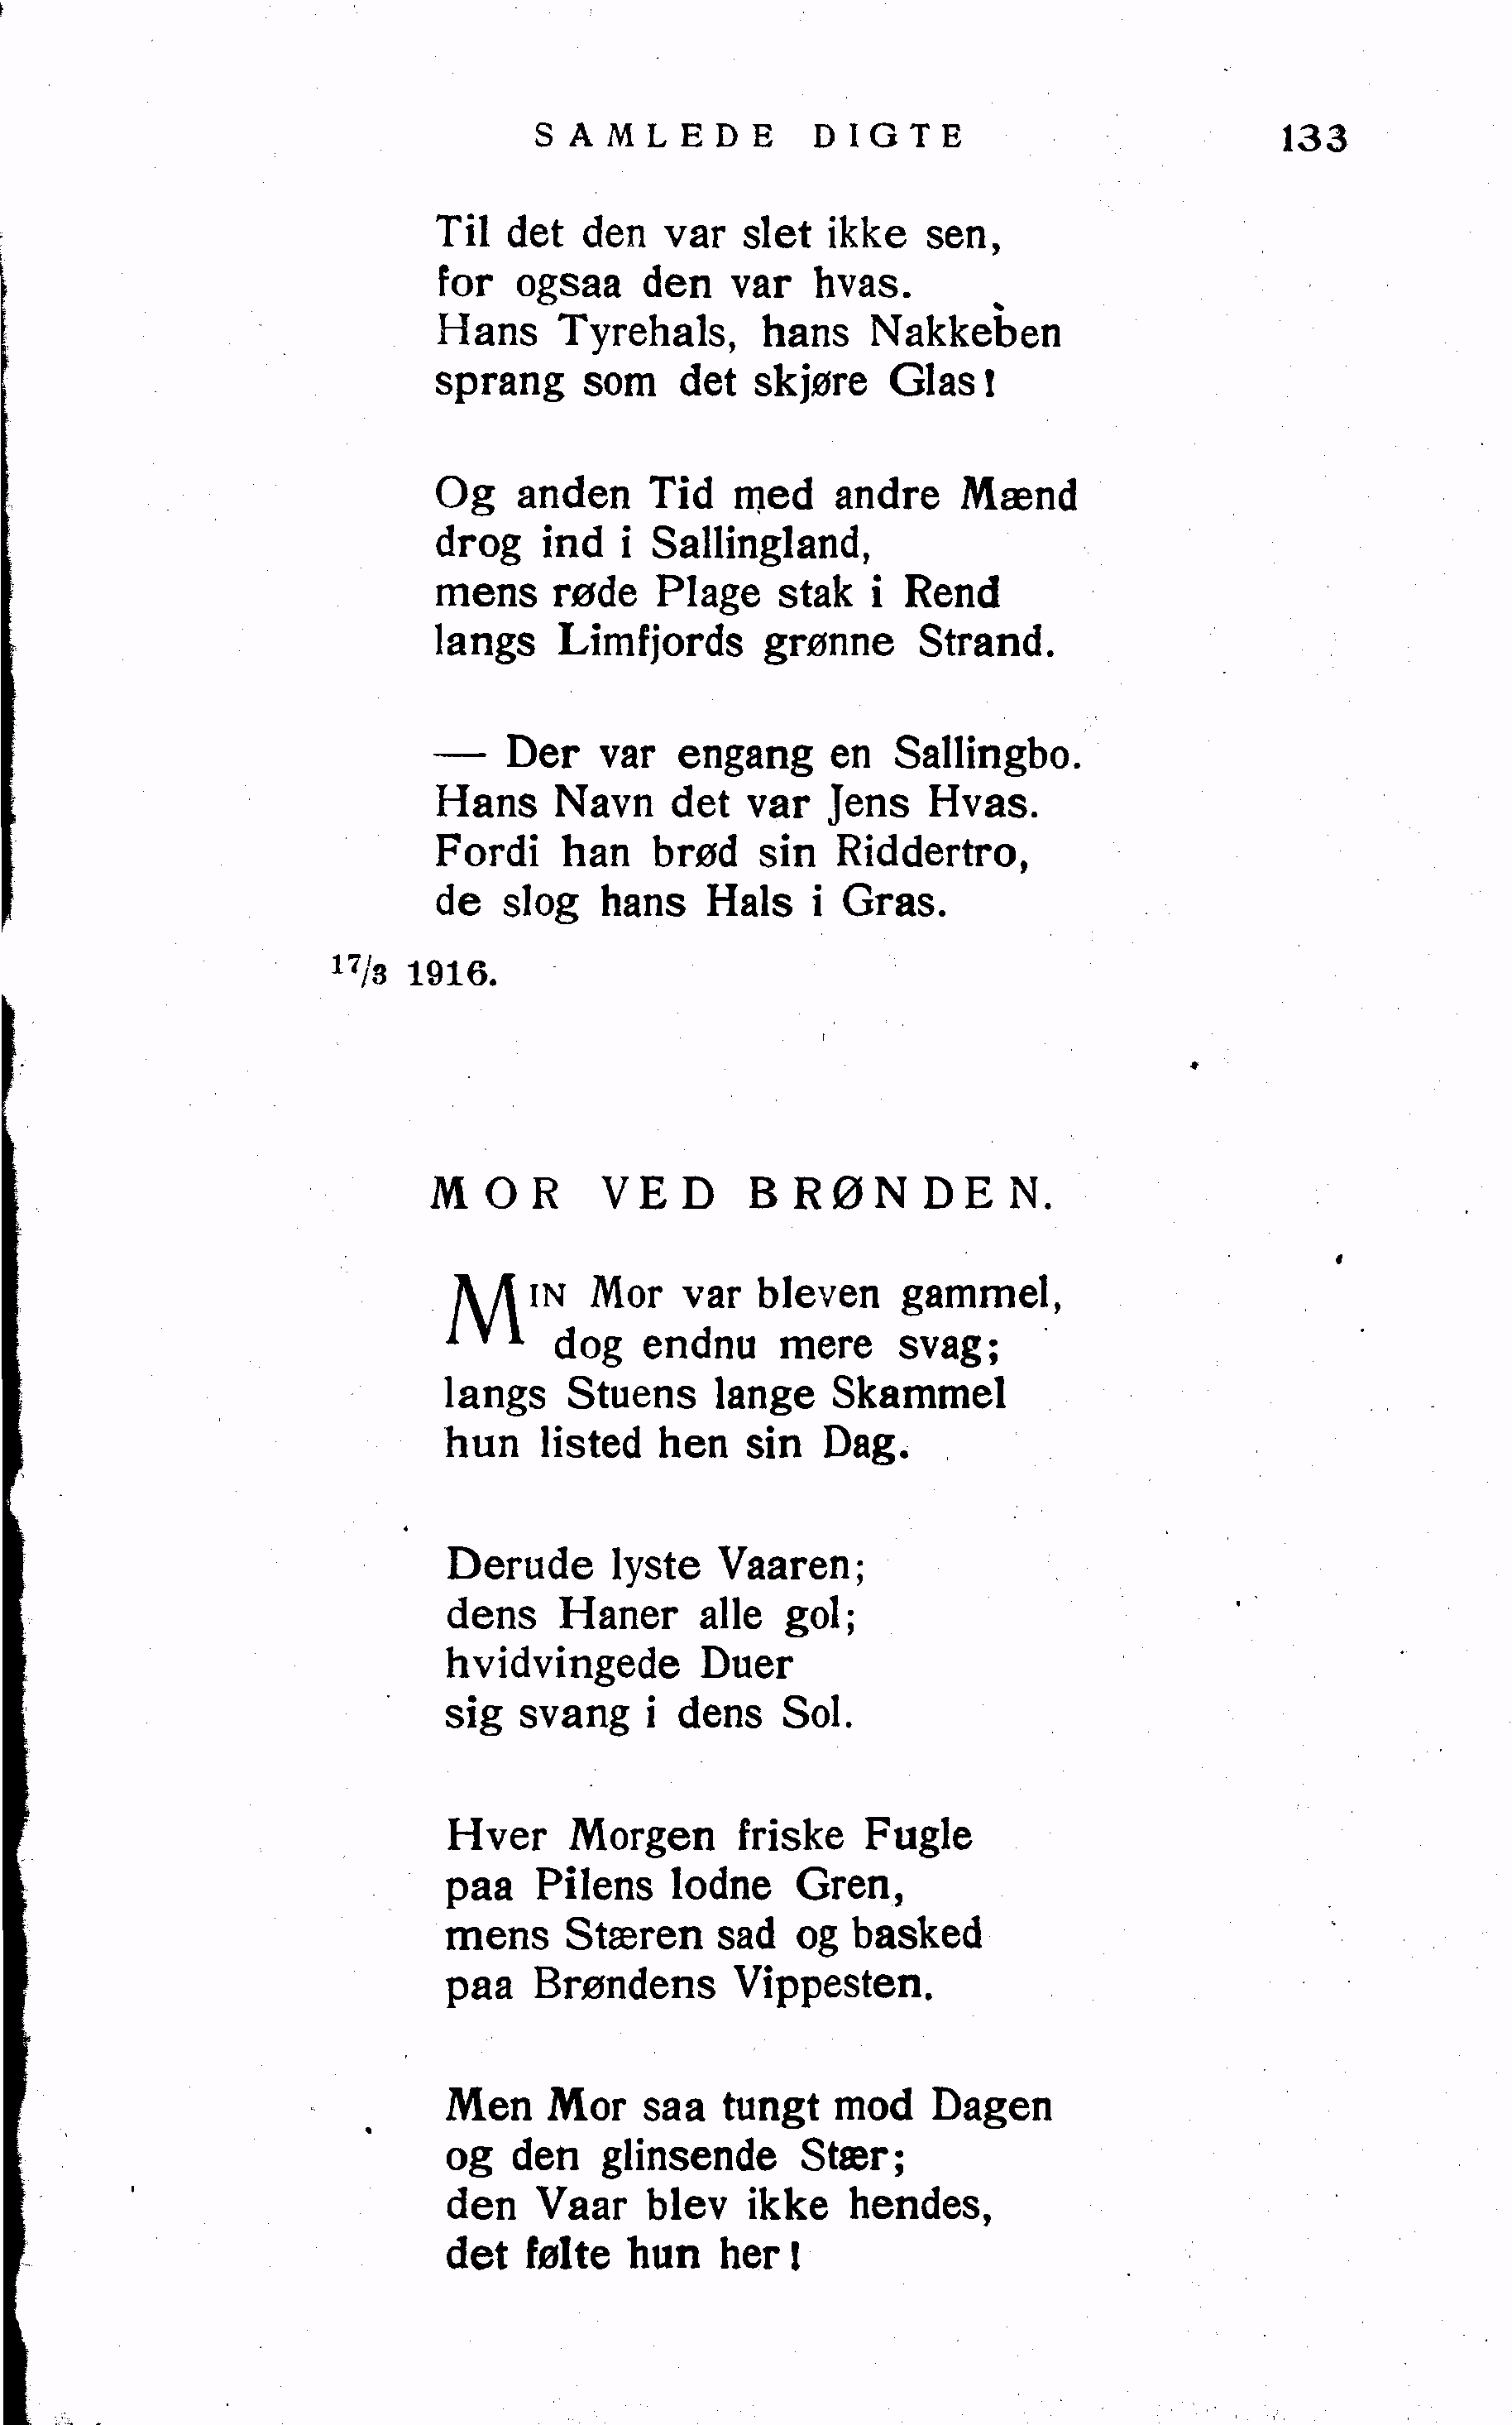 SAMLEDE DIGTE 133
Til det den var slet ikke sen,
for ogsaa den var hvas.
Hans Tyrehals, hans Nakkeben
sprang som det skjøre Glas!
Og anden Tid med andre Mænd
drog ind i Sallingland,
mens røde Plage stak i Rend
langs Limfjords grønne Strand.
— Der var engang en Sallingbo.
Hans Navn det var Jens Hvas.
Fordi han brød sin Riddertro,
de slog hans Hals i Gras.
17/3 1916.
MOR VED BRØNDEN.
MIN Mor var bleven gammel,
dog endnu mere svag;
langs Stuens lange Skammel
hun listed hen sin Dag.
Derude lyste Vaaren;
dens Haner alle gol;
hvidvingede Duer
sig svang i dens Sol.
Hver Morgen friske Fugle
paa Pilens lodne Gren,
mens Stæren sad og basked
paa Brøndens Vippesten.
Men Mor saa tungt mod Dagen
og den glinsende Stær;
den Vaar blev ikke hendes,
det følte hun her!